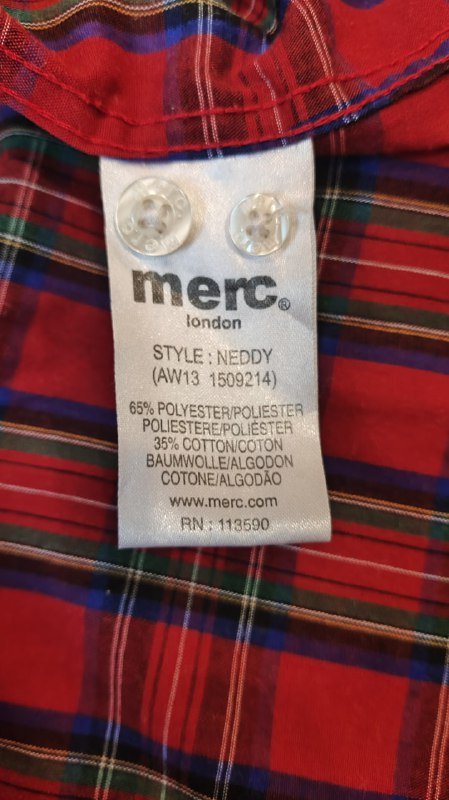 merc®
london
STYLE : NEDDY
(AW13 1509214)
65% POLYESTER/POLIESTER
POLIESTERE/POLIÉSTER
35% COTTON/COTON
BAUMWOLLE/ALGODON
COTONE/ALGODÃO
www.merc.com
RN : 113590